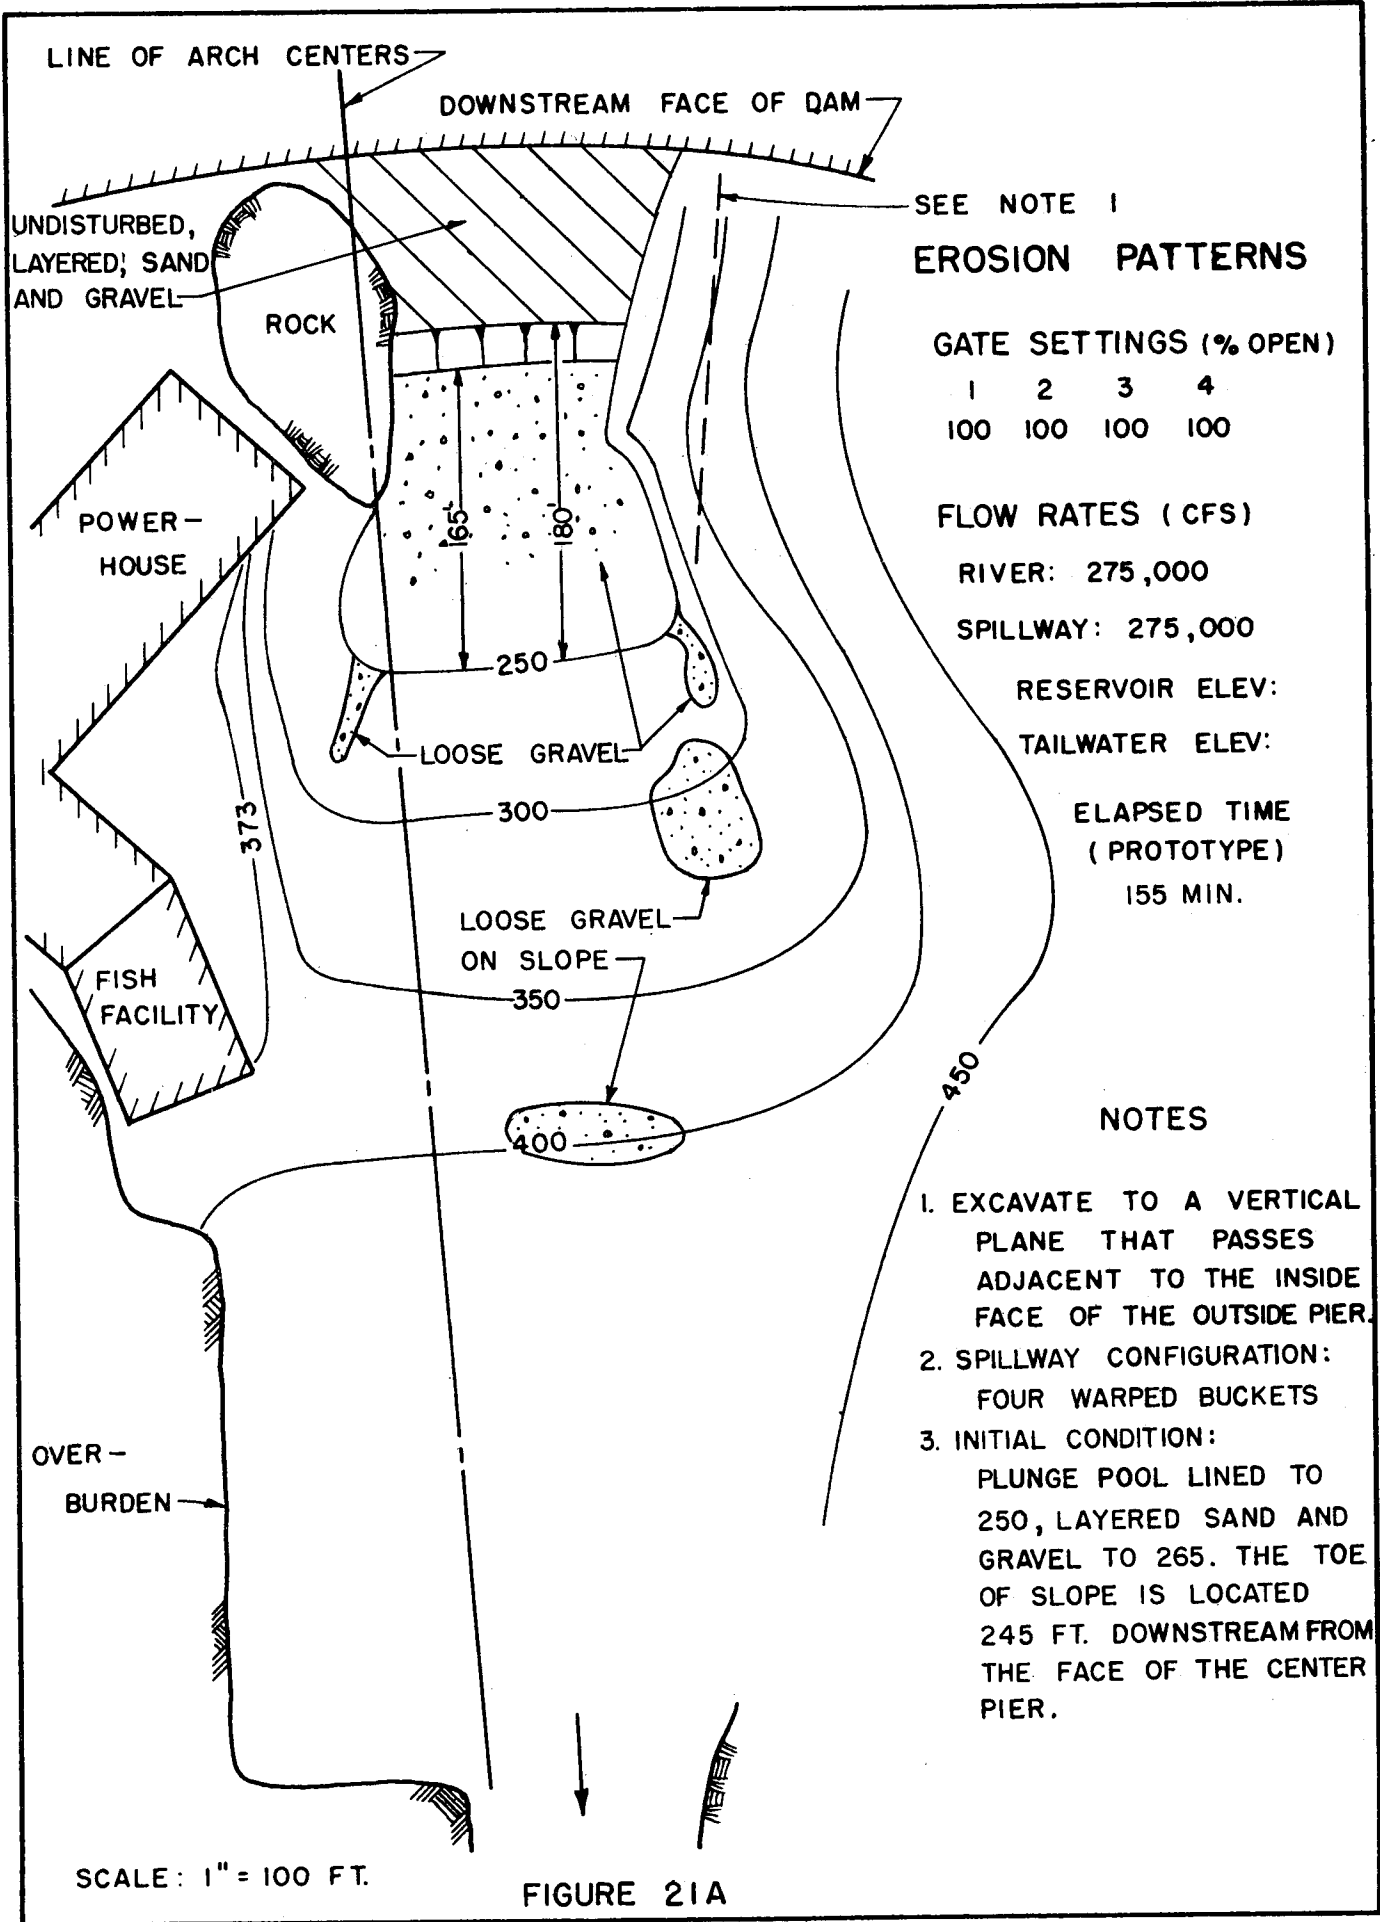 LINE OF ARCH CENTERS
DOWNSTREAM FACE OF DAM
SEE NOTE 1
UNDISTURBED,
LAYERED, SAND
AND GRAVEL
ROCK
EROSION PATTERNS
GATE SETTINGS (% OPEN)
1 2 3 4
100 100 100 100
FLOW RATES (CFS)
RIVER: 275,000
SPILLWAY: 275,000
RESERVOIR ELEV:
TAILWATER ELEV:
ELAPSED TIME
(PROTOTYPE)
155 MIN.
POWER-
HOUSE
165'
180'
250
LOOSE GRAVEL
300
373
LOOSE GRAVEL
ON SLOPE
350
FISH
FACILITY
400
450
NOTES
1. EXCAVATE TO A VERTICAL
PLANE THAT PASSES
ADJACENT TO THE INSIDE
FACE OF THE OUTSIDE PIER.
2. SPILLWAY CONFIGURATION:
FOUR WARPED BUCKETS
3. INITIAL CONDITION:
PLUNGE POOL LINED TO
250, LAYERED SAND AND
GRAVEL TO 265. THE TOE
OF SLOPE IS LOCATED
245 FT. DOWNSTREAM FROM
THE FACE OF THE CENTER
PIER.
OVER-
BURDEN
SCALE: 1" = 100 FT.
FIGURE 21A